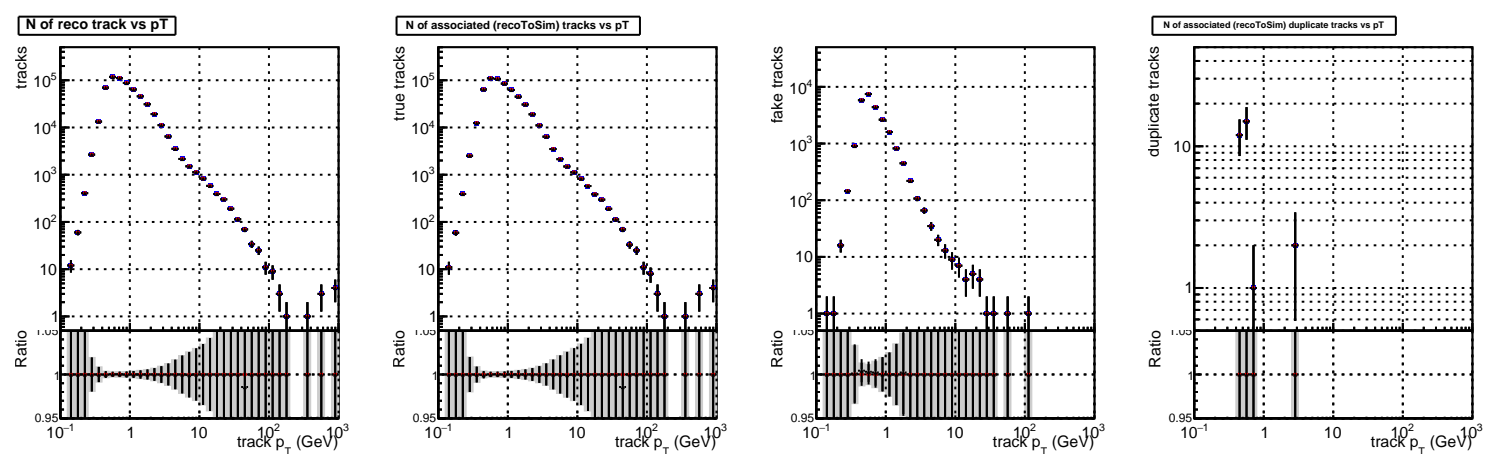 N of reco track vs pT
tracks
10^5
10^4
10^3
10^2
10
1
Ratio
1.05
1
0.95
10^-1 1 10 10^2 10^3
track p_T (GeV)
N of associated (recoToSim) tracks vs pT
true tracks
10^5
10^4
10^3
10^2
10
1
Ratio
1.05
1
0.95
10^-1 1 10 10^2 10^3
track p_T (GeV)
fake tracks
10^4
10^3
10^2
10
1
Ratio
1.05
1
0.95
10^-1 1 10 10^2 10^3
track p_T (GeV)
N of associated (recoToSim) duplicate tracks vs pT
duplicate tracks
10
1
Ratio
1.05
1
0.95
10^-1 1 10 10^2 10^3
track p_T (GeV)